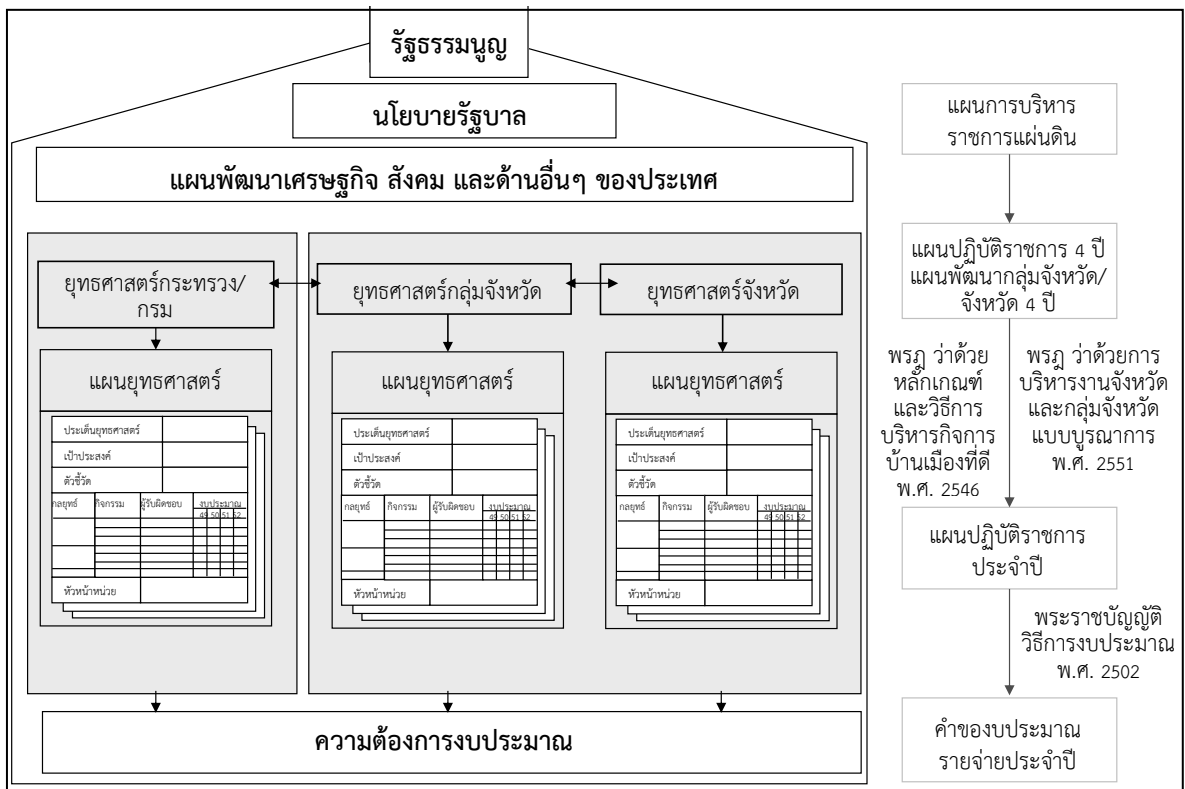 รัฐธรรมนูญ
นโยบายรัฐบาล
แผนพัฒนาเศรษฐกิจ สังคม และด้านอื่นๆ ของประเทศ
ยุทธศาสตร์กระทรวง/
กรม
ยุทธศาสตร์กลุ่มจังหวัด
ยุทธศาสตร์จังหวัด
แผนยุทธศาสตร์
ประเด็นยุทธศาสตร์
เป้าประสงค์
ตัวชี้วัด
กลยุทธ์ กิจกรรม ผู้รับผิดชอบ งบประมาณ
49 50 51 52
หัวหน้าหน่วย
แผนยุทธศาสตร์
ประเด็นยุทธศาสตร์
เป้าประสงค์
ตัวชี้วัด
กลยุทธ์ กิจกรรม ผู้รับผิดชอบ งบประมาณ
49 50 51 52
หัวหน้าหน่วย
แผนยุทธศาสตร์
ประเด็นยุทธศาสตร์
เป้าประสงค์
ตัวชี้วัด
กลยุทธ์ กิจกรรม ผู้รับผิดชอบ งบประมาณ
49 50 51 52
หัวหน้าหน่วย
ความต้องการงบประมาณ
แผนการบริหาร
ราชการแผ่นดิน
แผนปฏิบัติราชการ 4 ปี
แผนพัฒนากลุ่มจังหวัด/
จังหวัด 4 ปี
พรฎ ว่าด้วย
หลักเกณฑ์
และวิธีการ
บริหารกิจการ
บ้านเมืองที่ดี
พ.ศ. 2546
พรฎ ว่าด้วยการ
บริหารงานจังหวัด
และกลุ่มจังหวัด
แบบบูรณาการ
พ.ศ. 2551
แผนปฏิบัติราชการ
ประจำปี
พระราชบัญญัติ
วิธีการงบประมาณ
พ.ศ. 2502
คำของบประมาณ
รายจ่ายประจำปี